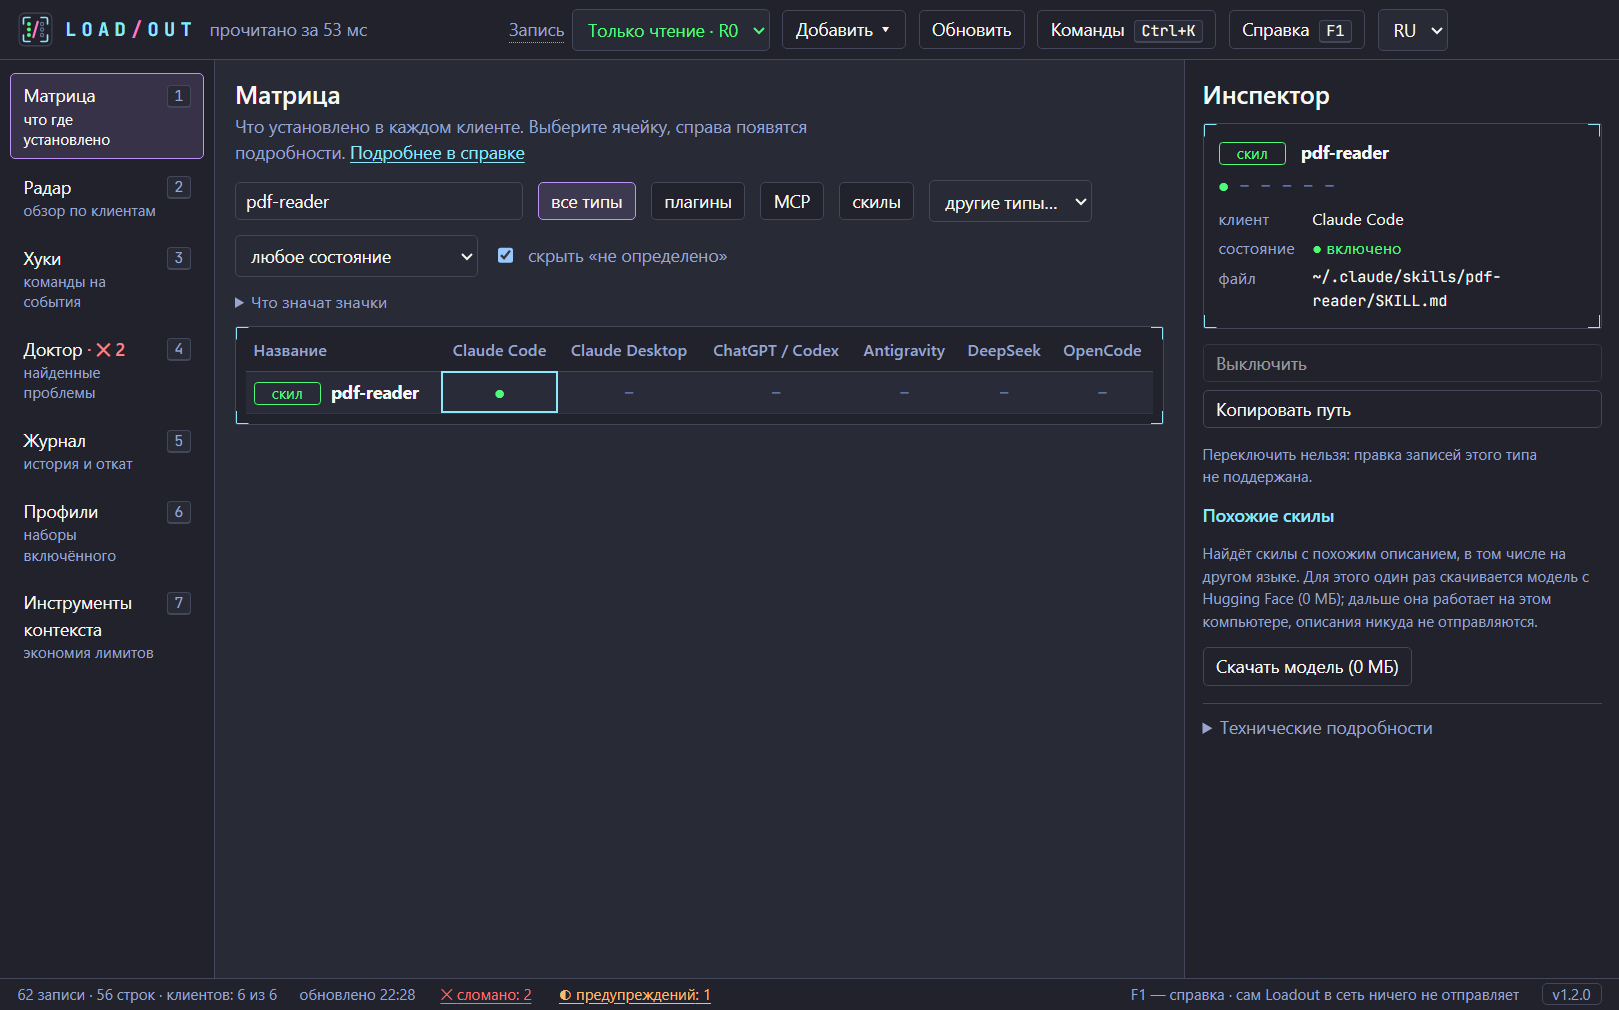 LOAD/OUT прочитано за 53 мс Запись Только чтение · R0 Добавить ▼ Обновить Команды Ctrl+K Справка F1 RU
Матрица 1
что где
установлено
Радар 2
обзор по клиентам
Хуки 3
команды на
события
Доктор · ✕ 2 4
найденные
проблемы
Журнал 5
история и откат
Профили 6
наборы
включённого
Инструменты 7
контекста
экономия лимитов
Матрица
Что установлено в каждом клиенте. Выберите ячейку, справа появятся
подробности. Подробнее в справке
pdf-reader все типы плагины MCP скилы другие типы...
любое состояние скрыть «не определено»
▶ Что значат значки
Название Claude Code Claude Desktop ChatGPT / Codex Antigravity DeepSeek OpenCode
скил pdf-reader ● – – – – –
Инспектор
скил pdf-reader
● – – – – –
клиент Claude Code
состояние ● включено
файл ~/.claude/skills/pdf-
reader/SKILL.md
Выключить
Копировать путь
Переключить нельзя: правка записей этого типа
не поддержана.
Похожие скилы
Найдёт скилы с похожим описанием, в том числе на
другом языке. Для этого один раз скачивается модель с
Hugging Face (0 МБ); дальше она работает на этом
компьютере, описания никуда не отправляются.
Скачать модель (0 МБ)
▶ Технические подробности
62 записи · 56 строк · клиентов: 6 из 6 обновлено 22:28 ✕ сломано: 2 ◐ предупреждений: 1 F1 — справка · сам Loadout в сеть ничего не отправляет v1.2.0